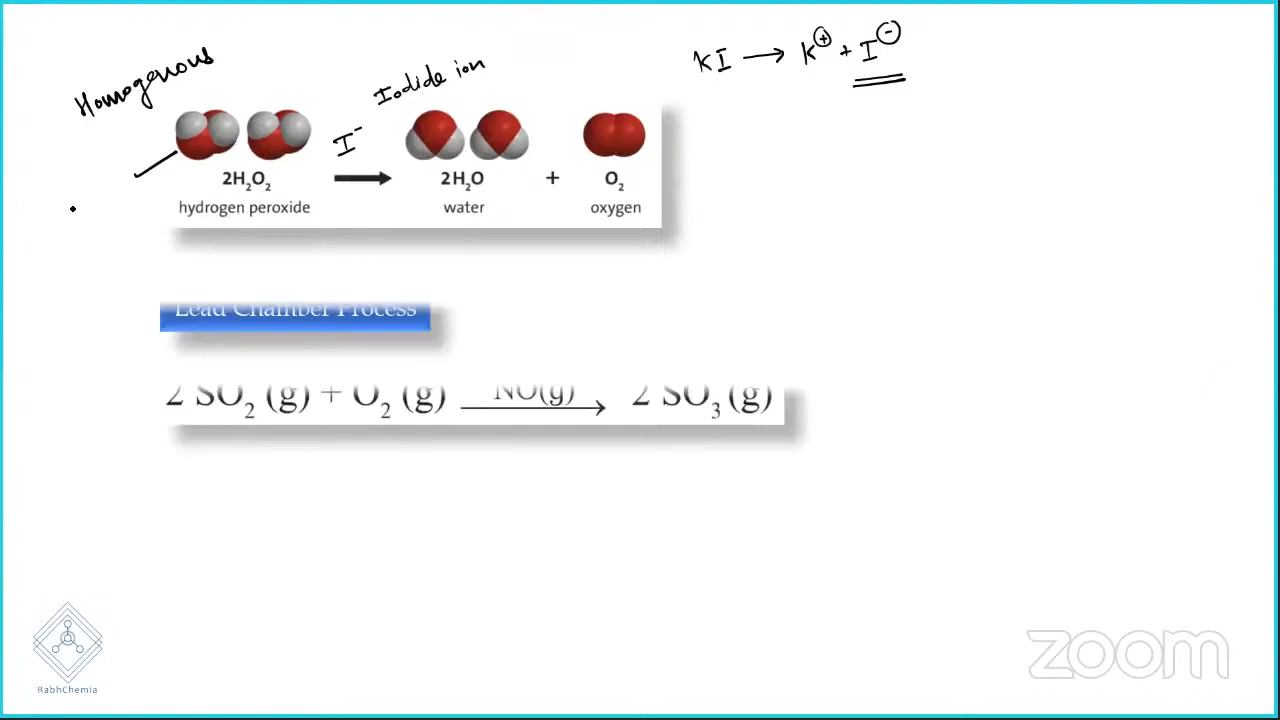 Homogenous
Iodide ion
KI → K⁺ + I⁻
I⁻
2H₂O₂ → 2H₂O + O₂
hydrogen peroxide water oxygen
Lead Chamber Process
2 SO₂ (g) + O₂ (g) NO(g) → 2 SO₃ (g)
RabhChemia
zoom